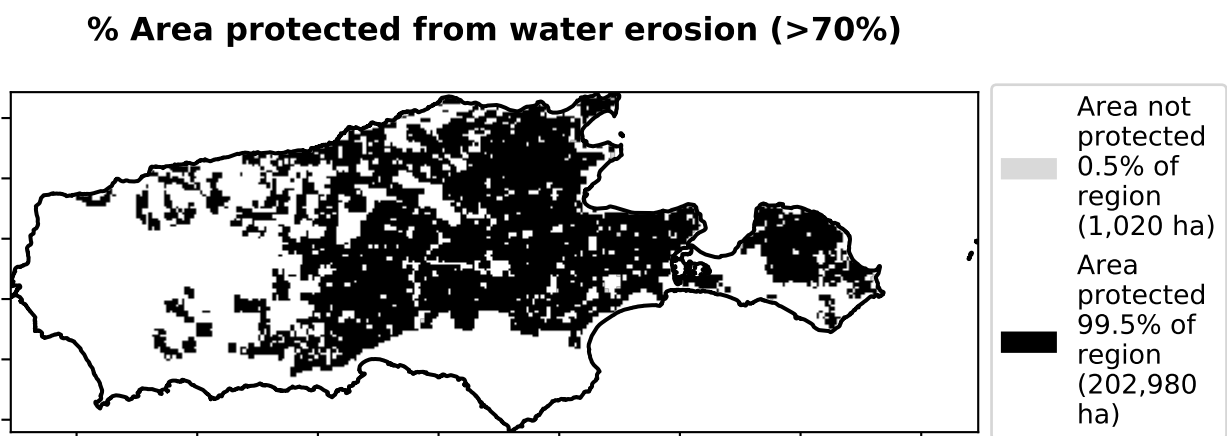 % Area protected from water erosion (>70%)
Area not
protected
0.5% of
region
(1,020 ha)
Area
protected
99.5% of
region
(202,980
ha)